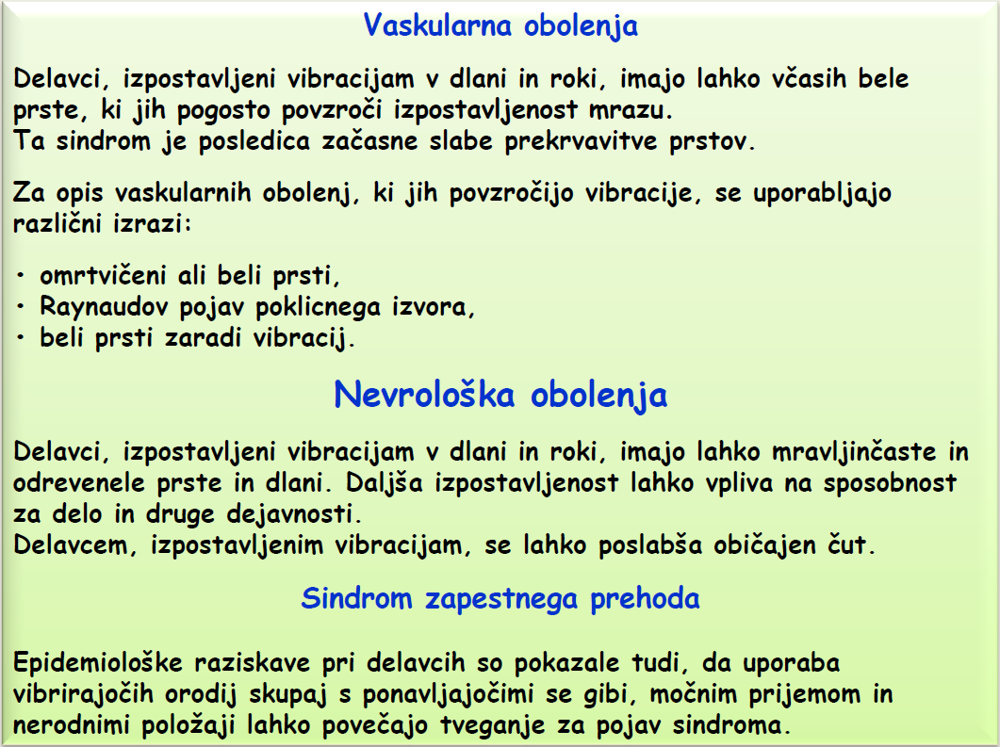 Vaskularna obolenja
Delavci, izpostavljeni vibracijam v dlani in roki, imajo lahko včasih bele
prste, ki jih pogosto povzroči izpostavljenost mrazu.
Ta sindrom je posledica začasne slabe prekrvavitve prstov.
Za opis vaskularnih obolenj, ki jih povzročijo vibracije, se uporabljajo
različni izrazi:
• omrtvičeni ali beli prsti,
• Raynaudov pojav poklicnega izvora,
• beli prsti zaradi vibracij.
Nevrološka obolenja
Delavci, izpostavljeni vibracijam v dlani in roki, imajo lahko mravljinčaste in
odrevenele prste in dlani. Daljša izpostavljenost lahko vpliva na sposobnost
za delo in druge dejavnosti.
Delavcem, izpostavljenim vibracijam, se lahko poslabša običajen čut.
Sindrom zapestnega prehoda
Epidemiološke raziskave pri delavcih so pokazale tudi, da uporaba
vibrirajočih orodij skupaj s ponavljajočimi se gibi, močnim prijemom in
nerodnimi položaji lahko povečajo tveganje za pojav sindroma.